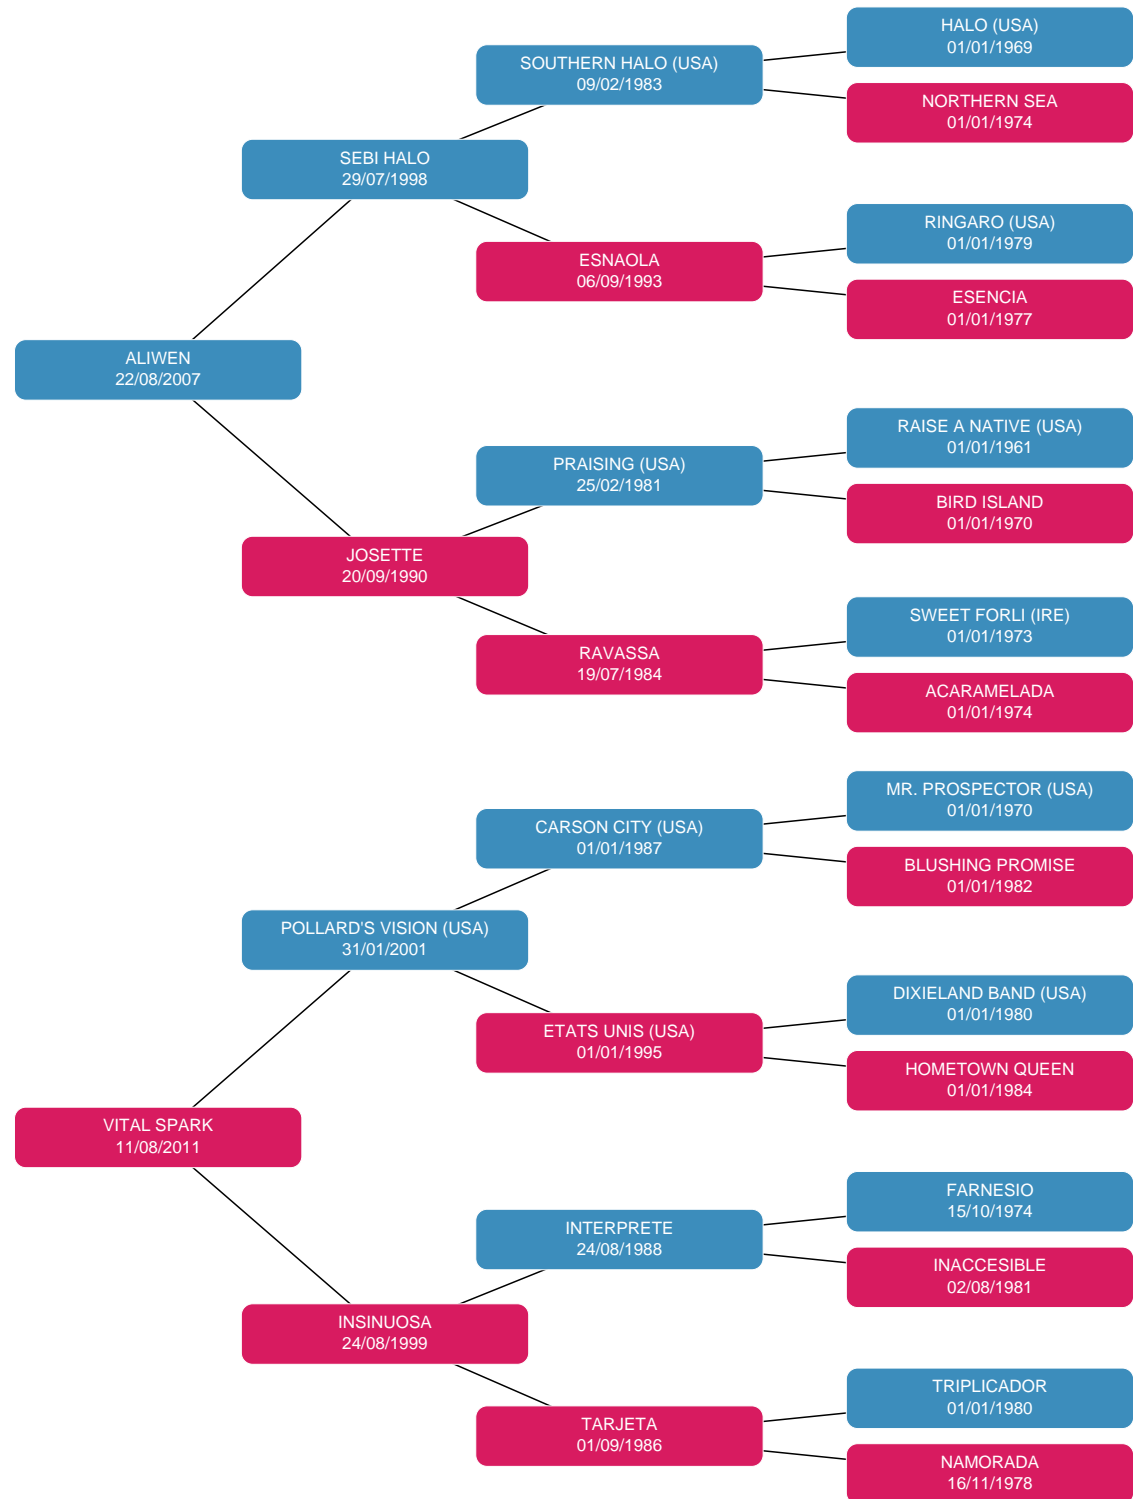 HALO (USA)
01/01/1969
SOUTHERN HALO (USA)
09/02/1983
NORTHERN SEA
01/01/1974
SEBI HALO
29/07/1998
RINGARO (USA)
01/01/1979
ESNAOLA
06/09/1993
ESENCIA
01/01/1977
ALIWEN
22/08/2007
RAISE A NATIVE (USA)
01/01/1961
PRAISING (USA)
25/02/1981
BIRD ISLAND
01/01/1970
JOSETTE
20/09/1990
SWEET FORLI (IRE)
01/01/1973
RAVASSA
19/07/1984
ACARAMELADA
01/01/1974
MR. PROSPECTOR (USA)
01/01/1970
CARSON CITY (USA)
01/01/1987
BLUSHING PROMISE
01/01/1982
POLLARD'S VISION (USA)
31/01/2001
DIXIELAND BAND (USA)
01/01/1980
ETATS UNIS (USA)
01/01/1995
HOMETOWN QUEEN
01/01/1984
VITAL SPARK
11/08/2011
FARNESIO
15/10/1974
INTERPRETE
24/08/1988
INACCESIBLE
02/08/1981
INSINUOSA
24/08/1999
TRIPLICADOR
01/01/1980
TARJETA
01/09/1986
NAMORADA
16/11/1978